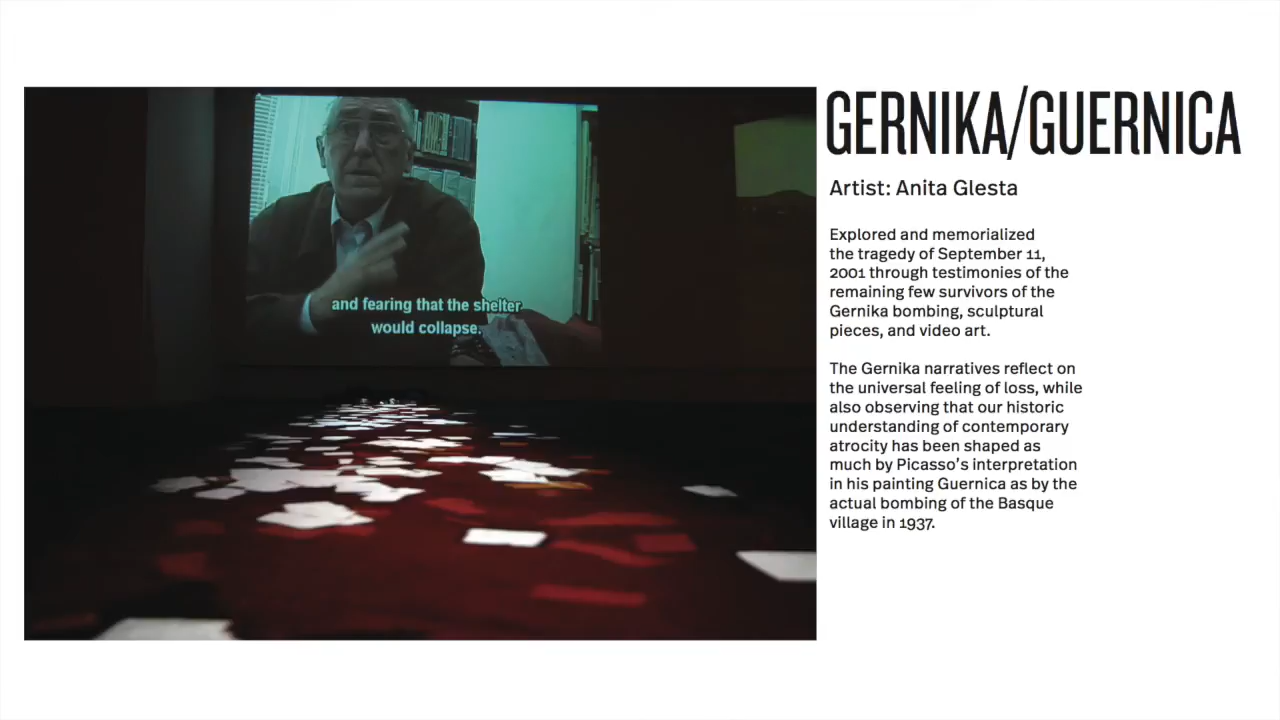 GERNIKA/GUERNICA
Artist: Anita Glesta
Explored and memorialized
the tragedy of September 11,
2001 through testimonies of the
remaining few survivors of the
Gernika bombing, sculptural
pieces, and video art.
The Gernika narratives reflect on
the universal feeling of loss, while
also observing that our historic
understanding of contemporary
atrocity has been shaped as
much by Picasso's interpretation
in his painting Guernica as by the
actual bombing of the Basque
village in 1937.
and fearing that the shelter
would collapse.